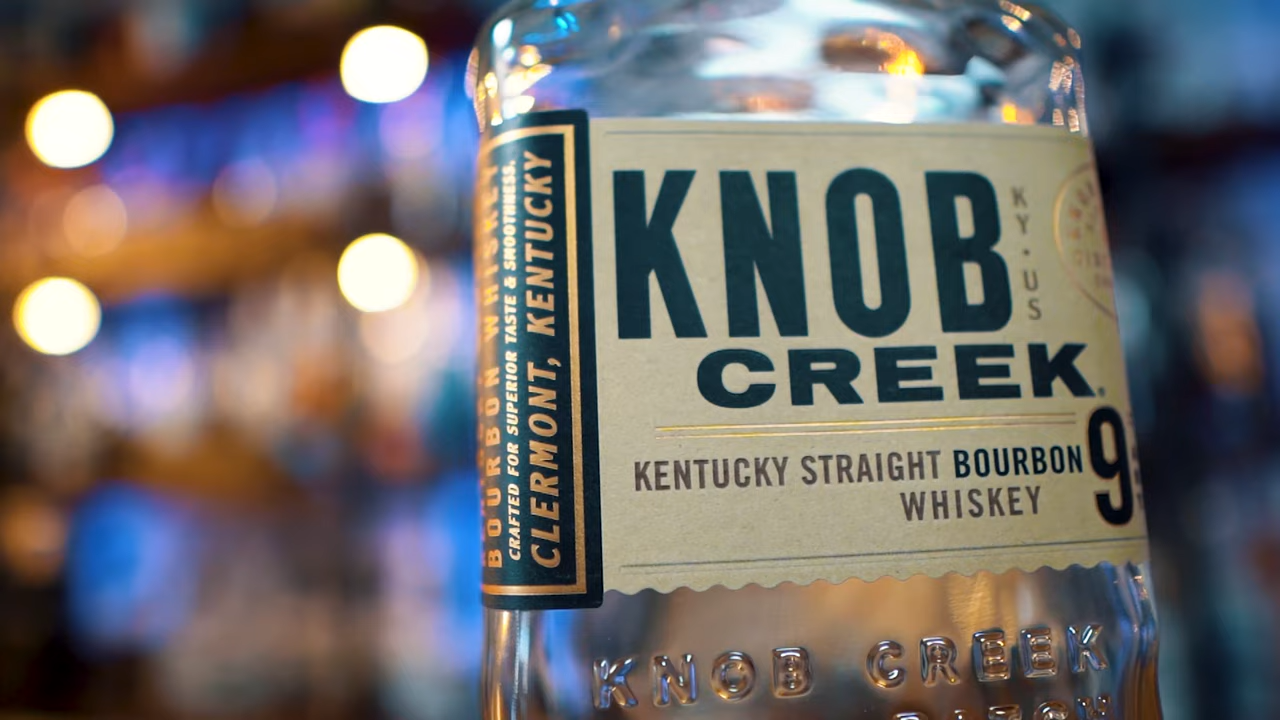 BOURBON WHISKEY
CRAFTED FOR SUPERIOR TASTE & SMOOTHNESS.
CLERMONT, KENTUCKY
KNOB
KY·US
CREEK
9
KENTUCKY STRAIGHT BOURBON
WHISKEY
KNOB CREEK